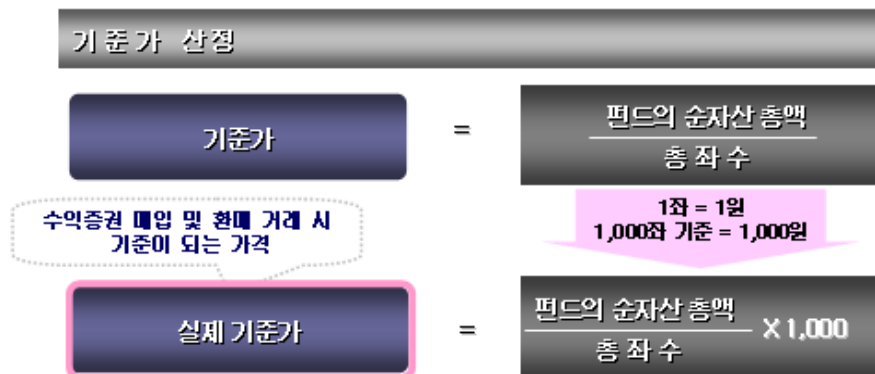 기준가 산정
기준가
=
펀드의 순자산 총액
총 좌 수
수익증권 매입 및 환매 거래 시
기준이 되는 가격
1좌 = 1원
1,000좌 기준 = 1,000원
실제 기준가
=
펀드의 순자산 총액
총 좌 수
X 1,000